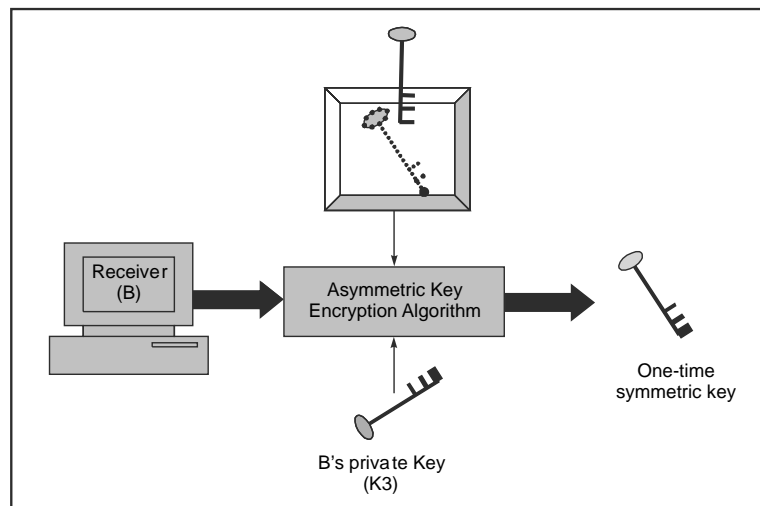 Receiver
(B)
Asymmetric Key
Encryption Algorithm
One-time
symmetric key
B's private Key
(K3)